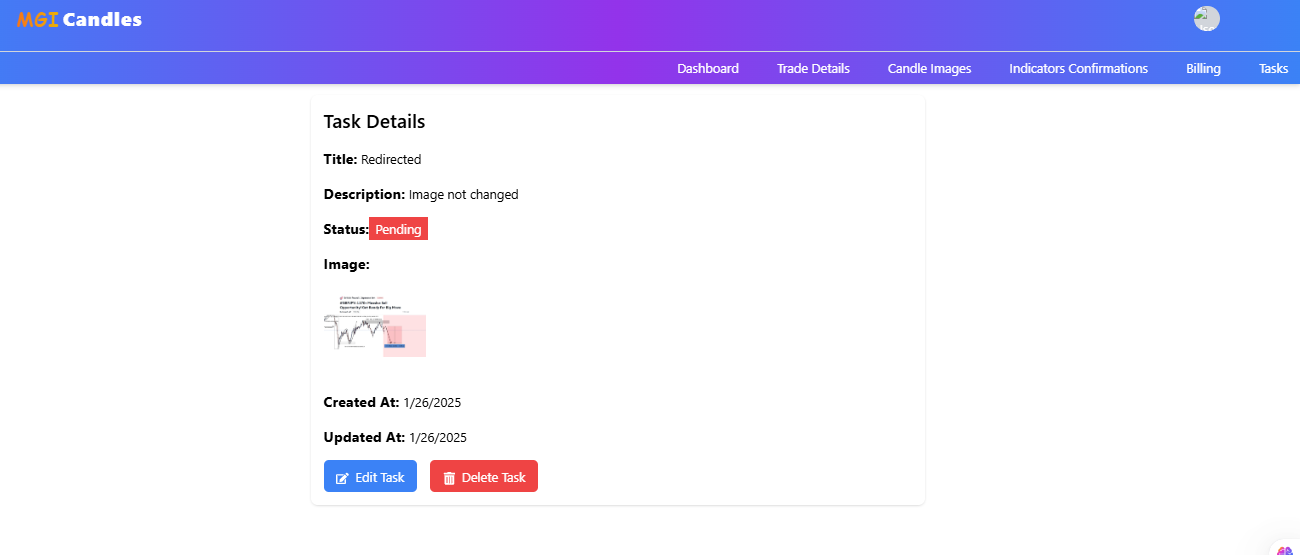 MGI Candles
Dashboard Trade Details Candle Images Indicators Confirmations Billing Tasks
Task Details
Title: Redirected
Description: Image not changed
Status: Pending
Image:
Created At: 1/26/2025
Updated At: 1/26/2025
Edit Task Delete Task